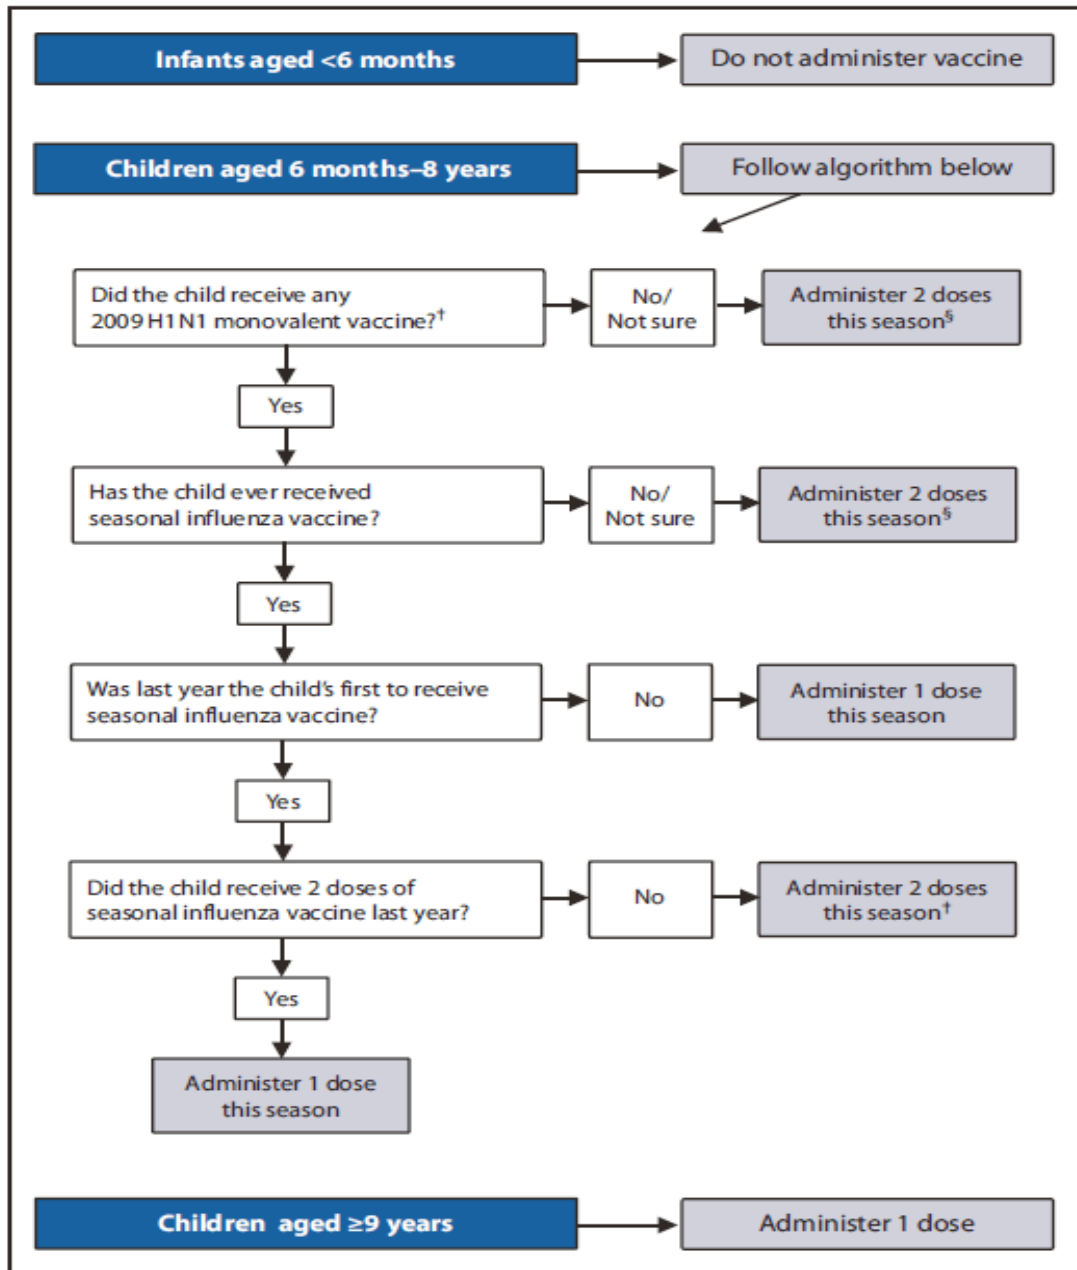 Infants aged <6 months
Do not administer vaccine
Children aged 6 months–8 years
Follow algorithm below
Did the child receive any
2009 H1N1 monovalent vaccine?†
No/
Not sure
Administer 2 doses
this season§
Yes
Has the child ever received
seasonal influenza vaccine?
No/
Not sure
Administer 2 doses
this season§
Yes
Was last year the child’s first to receive
seasonal influenza vaccine?
No
Administer 1 dose
this season
Yes
Did the child receive 2 doses of
seasonal influenza vaccine last year?
No
Administer 2 doses
this season†
Yes
Administer 1 dose
this season
Children aged ≥9 years
Administer 1 dose